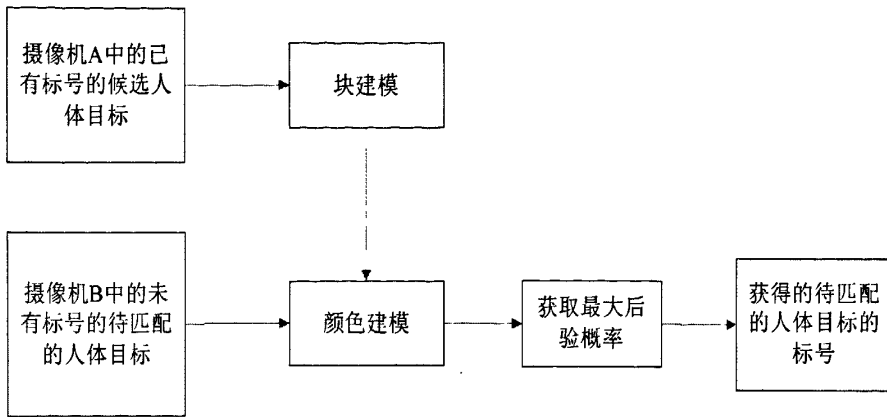 摄像机A中的已
有标号的候选人
体目标
块建模
摄像机B中的未
有标号的待匹配
的人体目标
颜色建模
获取最大后
验概率
获得的待匹配
的人体目标的
标号